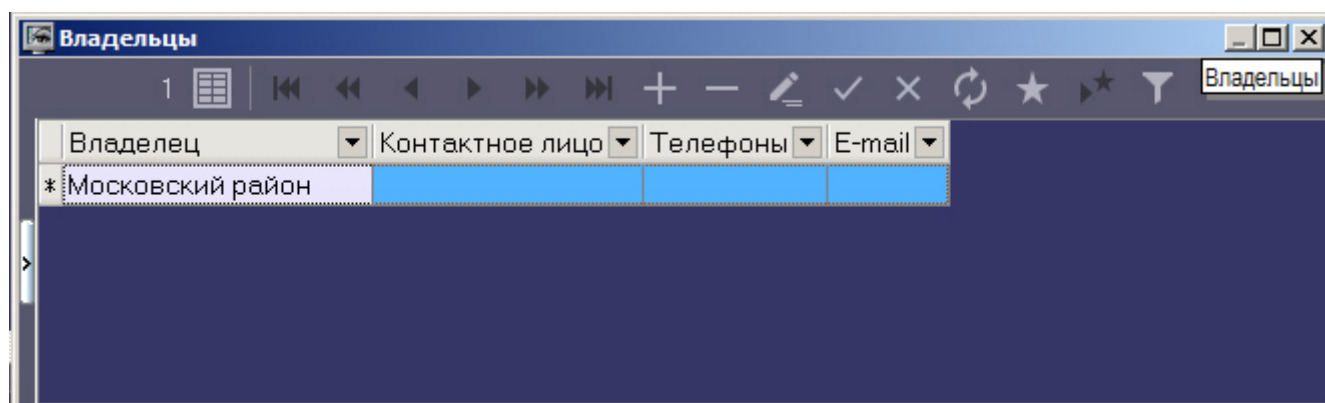 Владельцы
1
Владельцы
Владелец Контактное лицо Телефоны E-mail
* Московский район